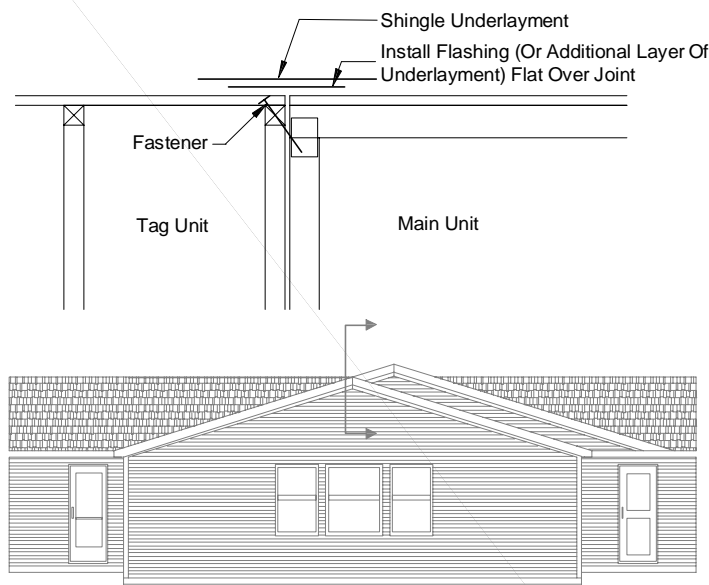 Shingle Underlayment
Install Flashing (Or Additional Layer Of
Underlayment) Flat Over Joint
Fastener
Tag Unit
Main Unit